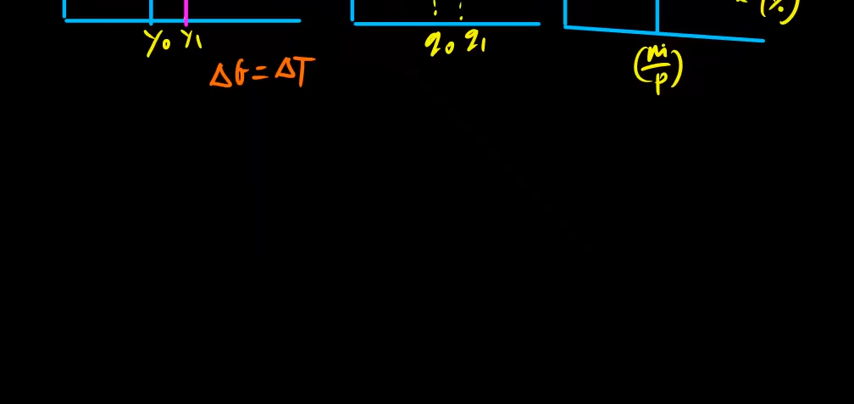 y₀ y₁
q₀ q₁
ΔG = ΔT
(m/p)